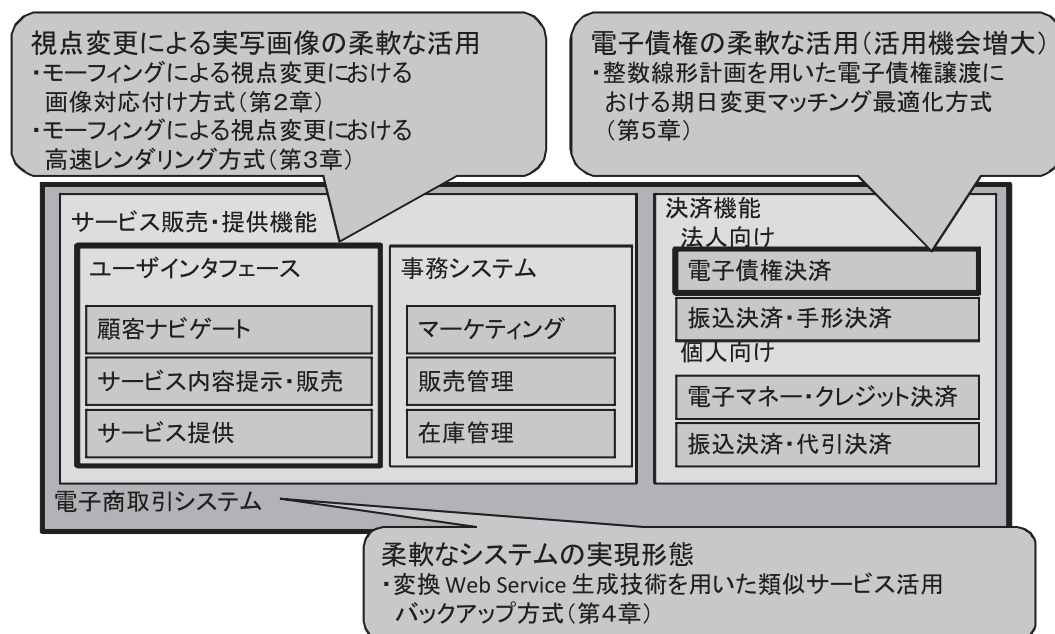 視点変更による実写画像の柔軟な活用
・モーフィングによる視点変更における
画像対応付け方式(第2章)
・モーフィングによる視点変更における
高速レンダリング方式(第3章)
電子債権の柔軟な活用(活用機会増大)
・整数線形計画を用いた電子債権譲渡に
おける期日変更マッチング最適化方式
(第5章)
サービス販売・提供機能
ユーザインタフェース
顧客ナビゲート
サービス内容提示・販売
サービス提供
事務システム
マーケティング
販売管理
在庫管理
決済機能
法人向け
電子債権決済
振込決済・手形決済
個人向け
電子マネー・クレジット決済
振込決済・代引決済
電子商取引システム
柔軟なシステムの実現形態
・変換 Web Service 生成技術を用いた類似サービス活用
バックアップ方式(第4章)